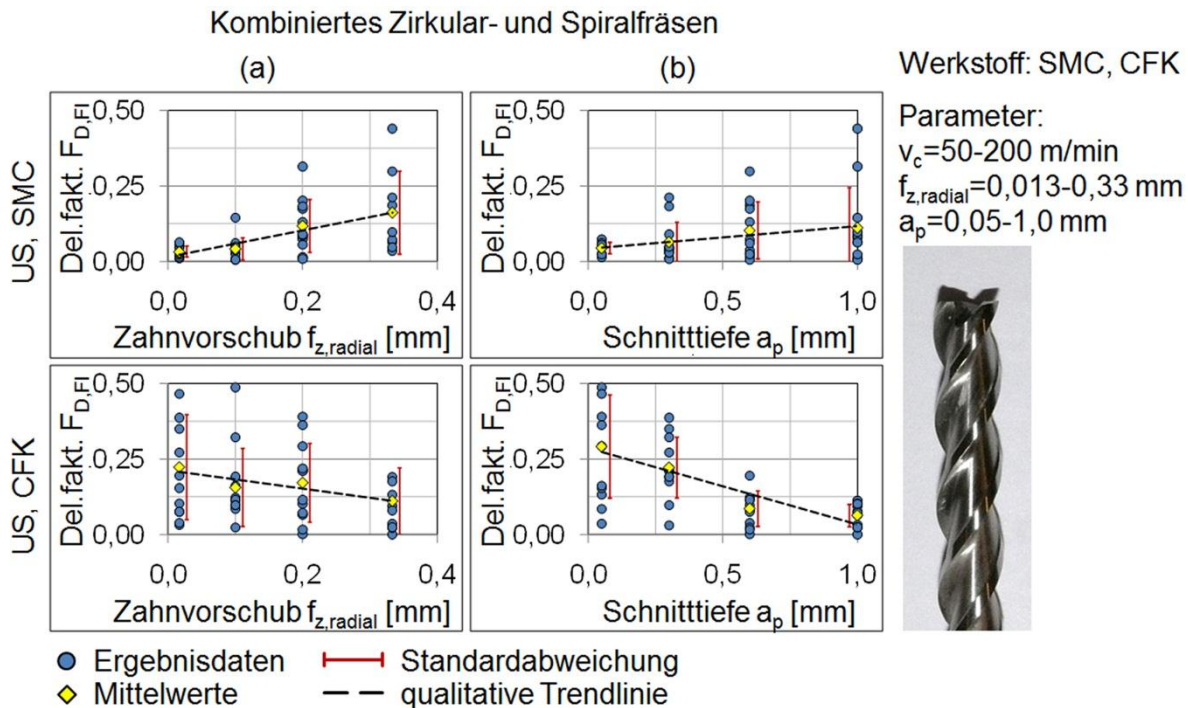 Kombiniertes Zirkular- und Spiralfräsen
(a)
(b)
Werkstoff: SMC, CFK
Parameter:
v_c=50-200 m/min
f_z,radial=0,013-0,33 mm
a_p=0,05-1,0 mm
US, SMC
Del.fakt. F_D,FI
0,50
0,25
0,00
0,0 0,2 0,4
Zahnvorschub f_z,radial [mm]
Del.fakt. F_D,FI
0,50
0,25
0,00
0,0 0,5 1,0
Schnitttiefe a_p [mm]
US, CFK
Del.fakt. F_D,FI
0,50
0,25
0,00
0,0 0,2 0,4
Zahnvorschub f_z,radial [mm]
Del.fakt. F_D,FI
0,50
0,25
0,00
0,0 0,5 1,0
Schnitttiefe a_p [mm]
Ergebnisdaten
Standardabweichung
Mittelwerte
qualitative Trendlinie